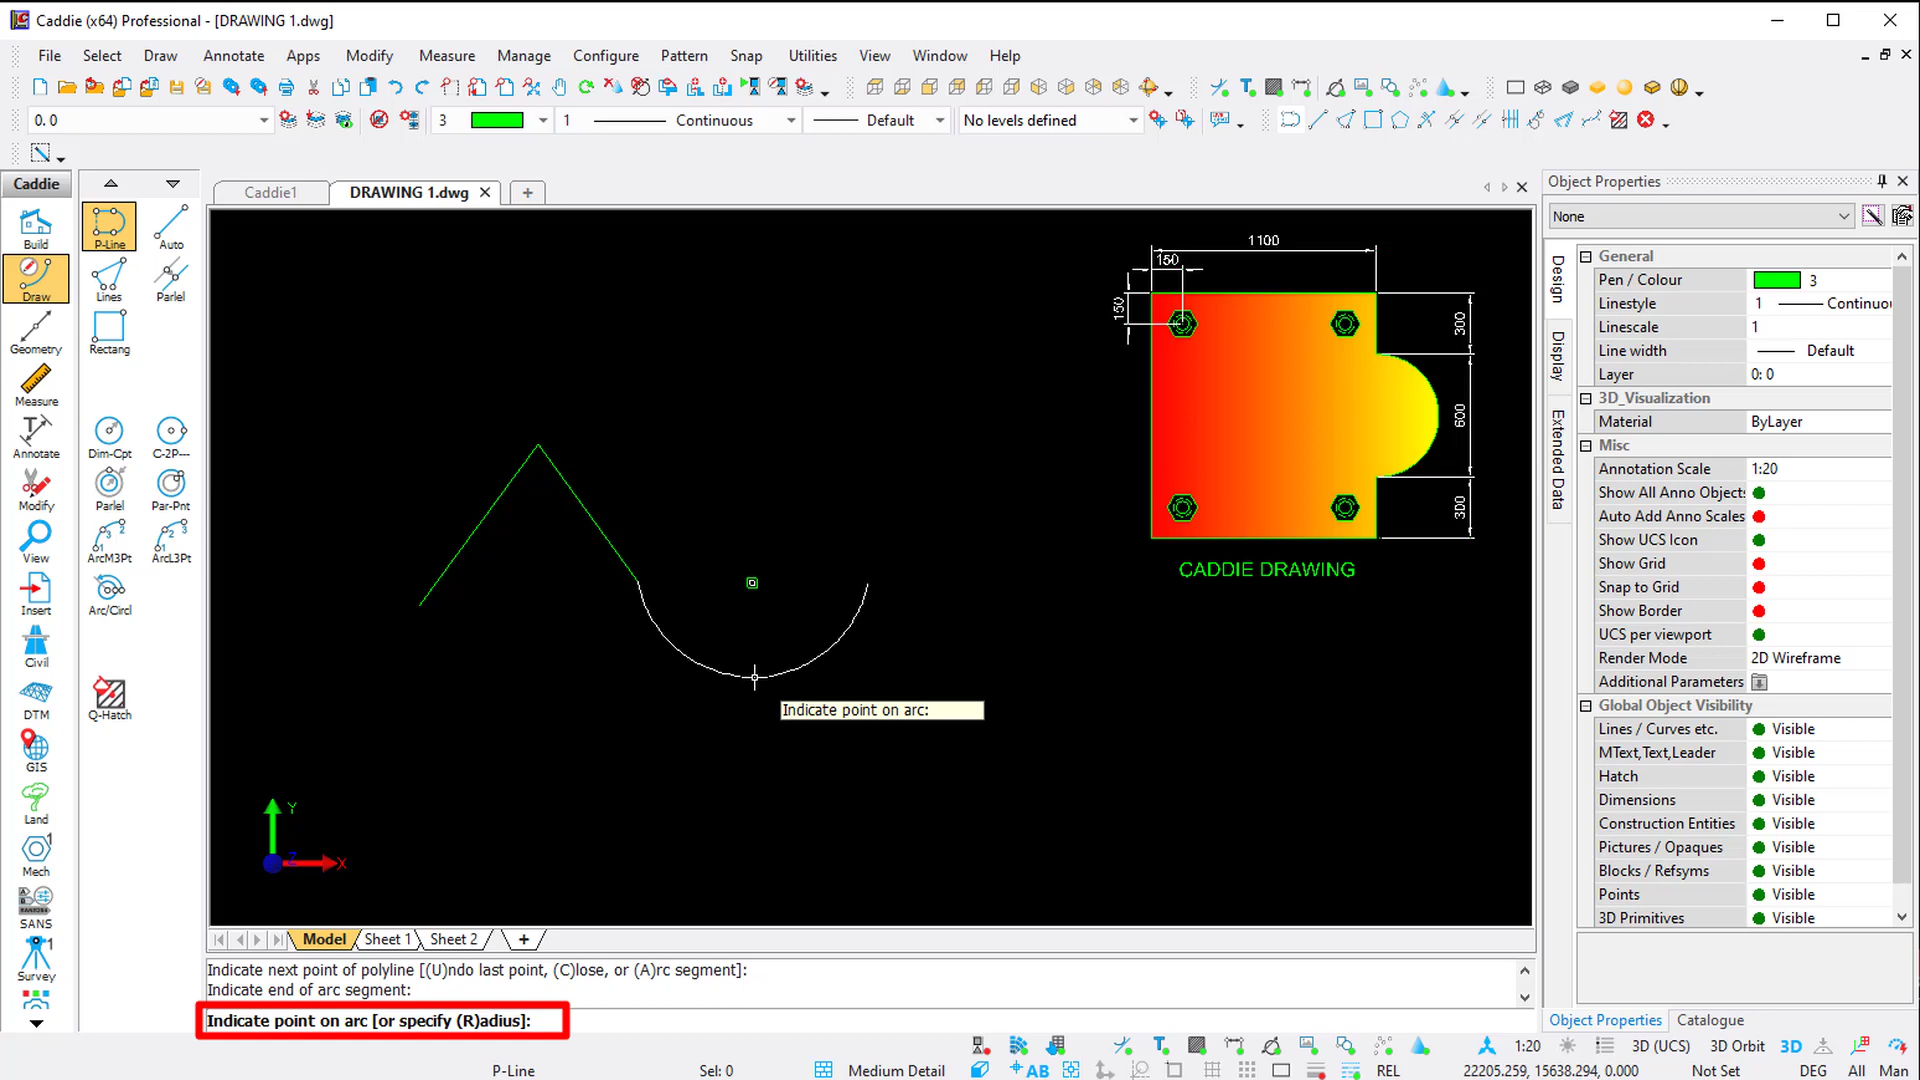 Caddie (x64) Professional - [DRAWING 1.dwg]
File Select Draw Annotate Apps Modify Measure Manage Configure Pattern Snap Utilities View Window Help
0. 0 3 1 Continuous Default No levels defined
Caddie
Build
Draw
Geometry
Measure
Annotate
Modify
View
Insert
Civil
DTM
GIS
Land
Mech
SANS
Survey
P-Line Auto
Lines Parlel
Rectang
Dim-Cpt C-2P---
Parlel Par-Pnt
ArcM3Pt ArcL3Pt
Arc/Circl
Q-Hatch
Caddie1 DRAWING 1.dwg
1100
150
150
300
600
300
CADDIE DRAWING
Indicate point on arc:
Y
Z X
Model Sheet 1 Sheet 2
Indicate next point of polyline [(U)ndo last point, (C)lose, or (A)rc segment]:
Indicate end of arc segment:
Indicate point on arc [or specify (R)adius]:
Object Properties
None
Design
Display
Extended Data
General
Pen / Colour 3
Linestyle 1 Continuou
Linescale 1
Line width Default
Layer 0: 0
3D_Visualization
Material ByLayer
Misc
Annotation Scale 1:20
Show All Anno Objects
Auto Add Anno Scales
Show UCS Icon
Show Grid
Snap to Grid
Show Border
UCS per viewport
Render Mode 2D Wireframe
Additional Parameters
Global Object Visibility
Lines / Curves etc. Visible
MText,Text,Leader Visible
Hatch Visible
Dimensions Visible
Construction Entities Visible
Pictures / Opaques Visible
Blocks / Refsyms Visible
Points Visible
3D Primitives Visible
Object Properties Catalogue
1:20 3D (UCS) 3D Orbit 3D
P-Line Sel: 0 Medium Detail AB REL 22205.259, 15638.294, 0.000 Not Set DEG All Man